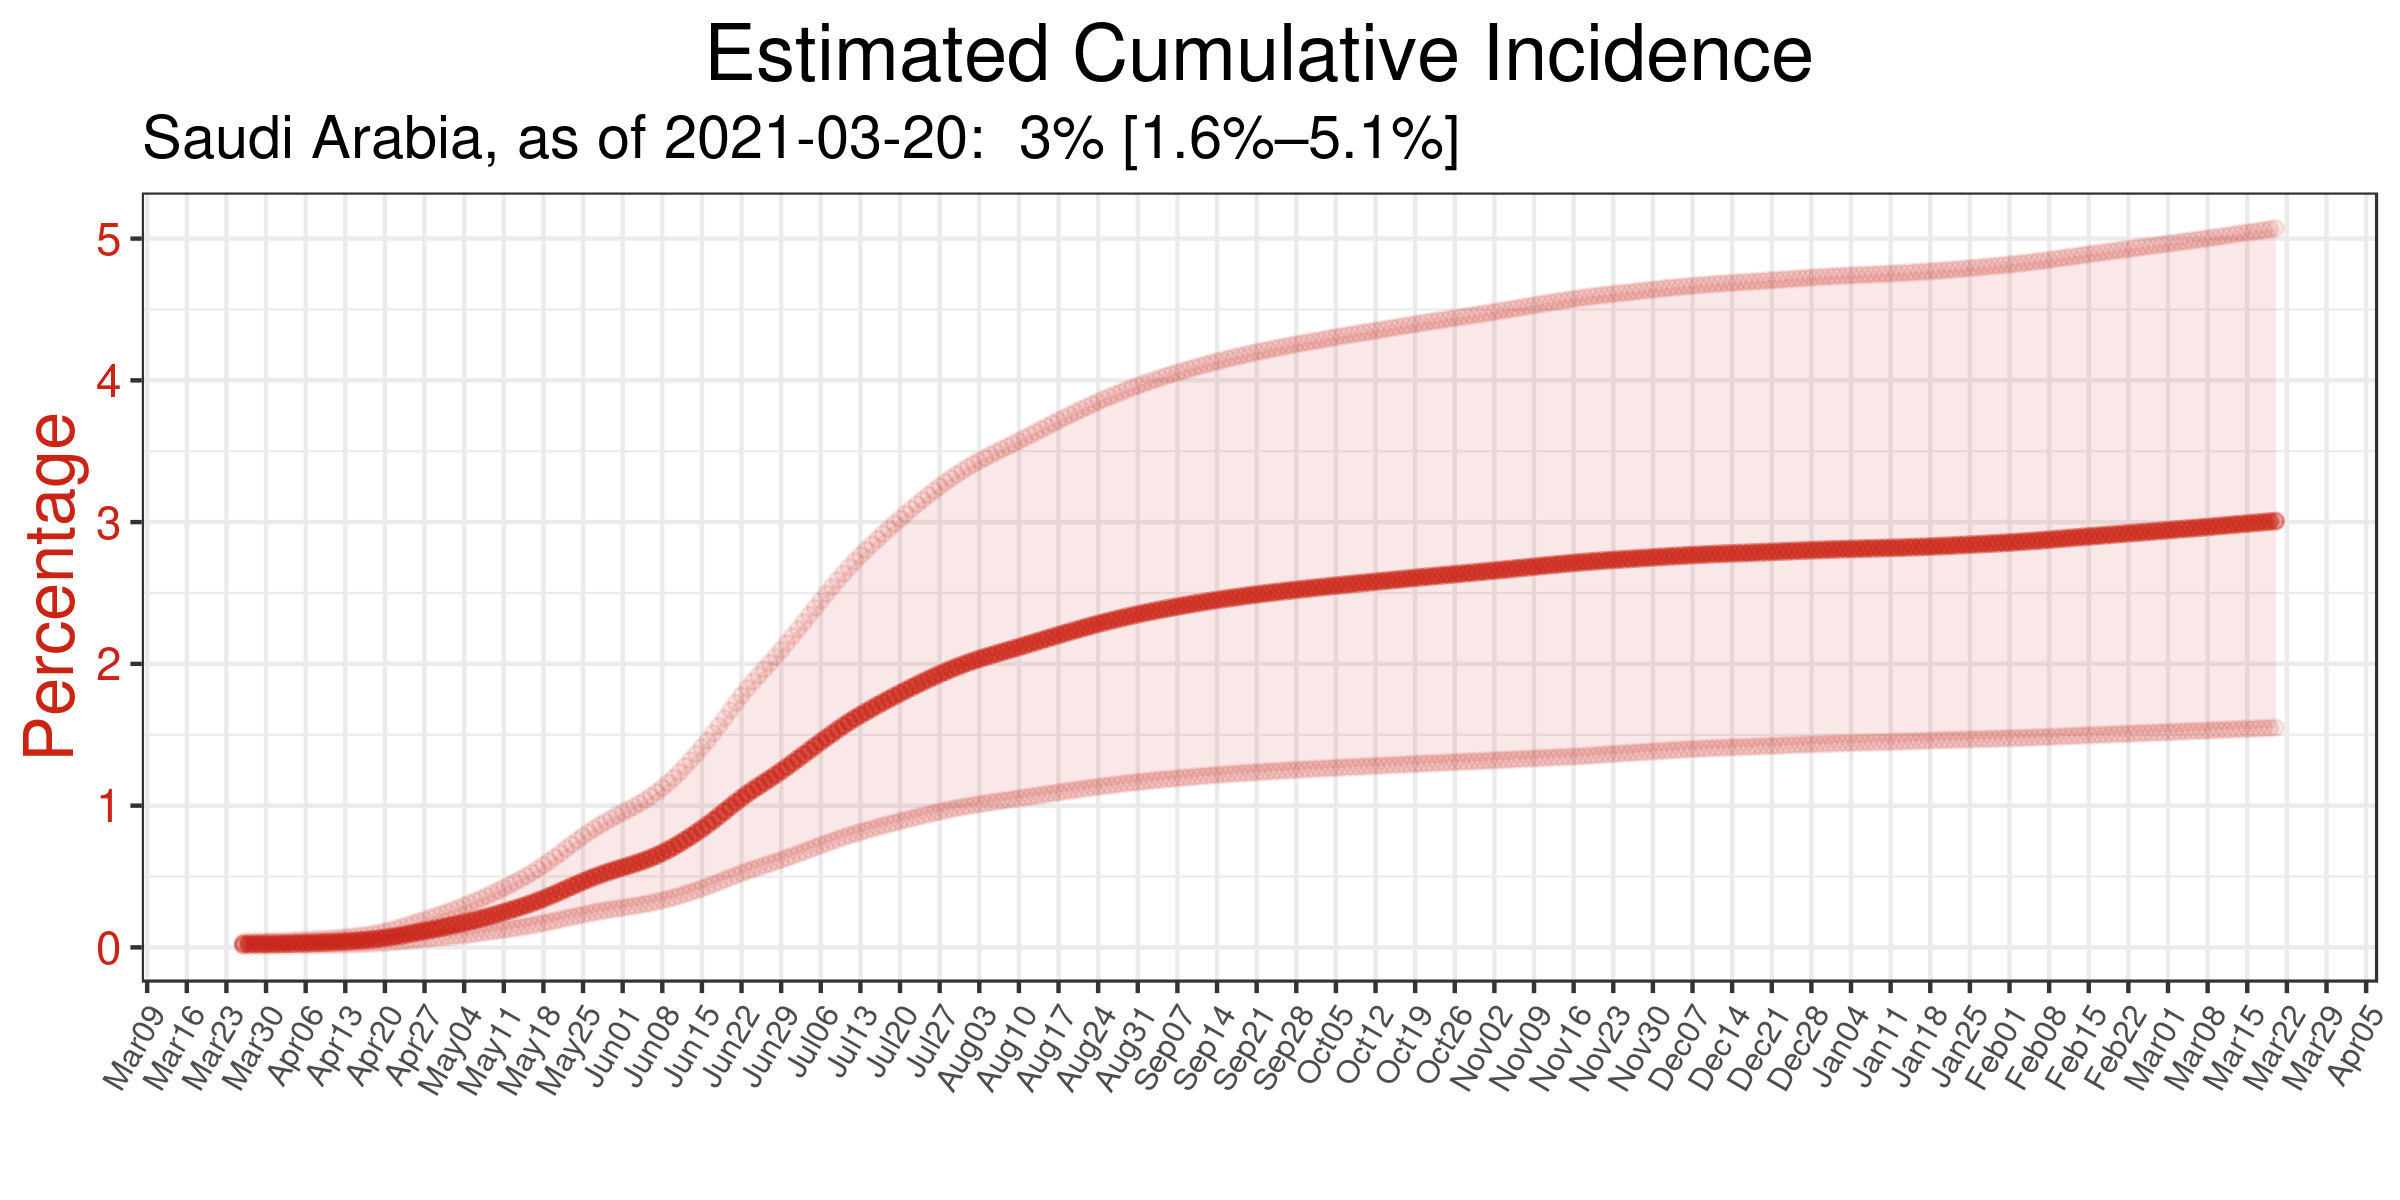 Estimated Cumulative Incidence
Saudi Arabia, as of 2021-03-20:  3% [1.6%–5.1%]
Percentage
5
4
3
2
1
0
Mar09
Mar16
Mar23
Mar30
Apr06
Apr13
Apr20
Apr27
May04
May11
May18
May25
Jun01
Jun08
Jun15
Jun22
Jun29
Jul06
Jul13
Jul20
Jul27
Aug03
Aug10
Aug17
Aug24
Aug31
Sep07
Sep14
Sep21
Sep28
Oct05
Oct12
Oct19
Oct26
Nov02
Nov09
Nov16
Nov23
Nov30
Dec07
Dec14
Dec21
Dec28
Jan04
Jan11
Jan18
Jan25
Feb01
Feb08
Feb15
Feb22
Mar01
Mar08
Mar15
Mar22
Mar29
Apr05